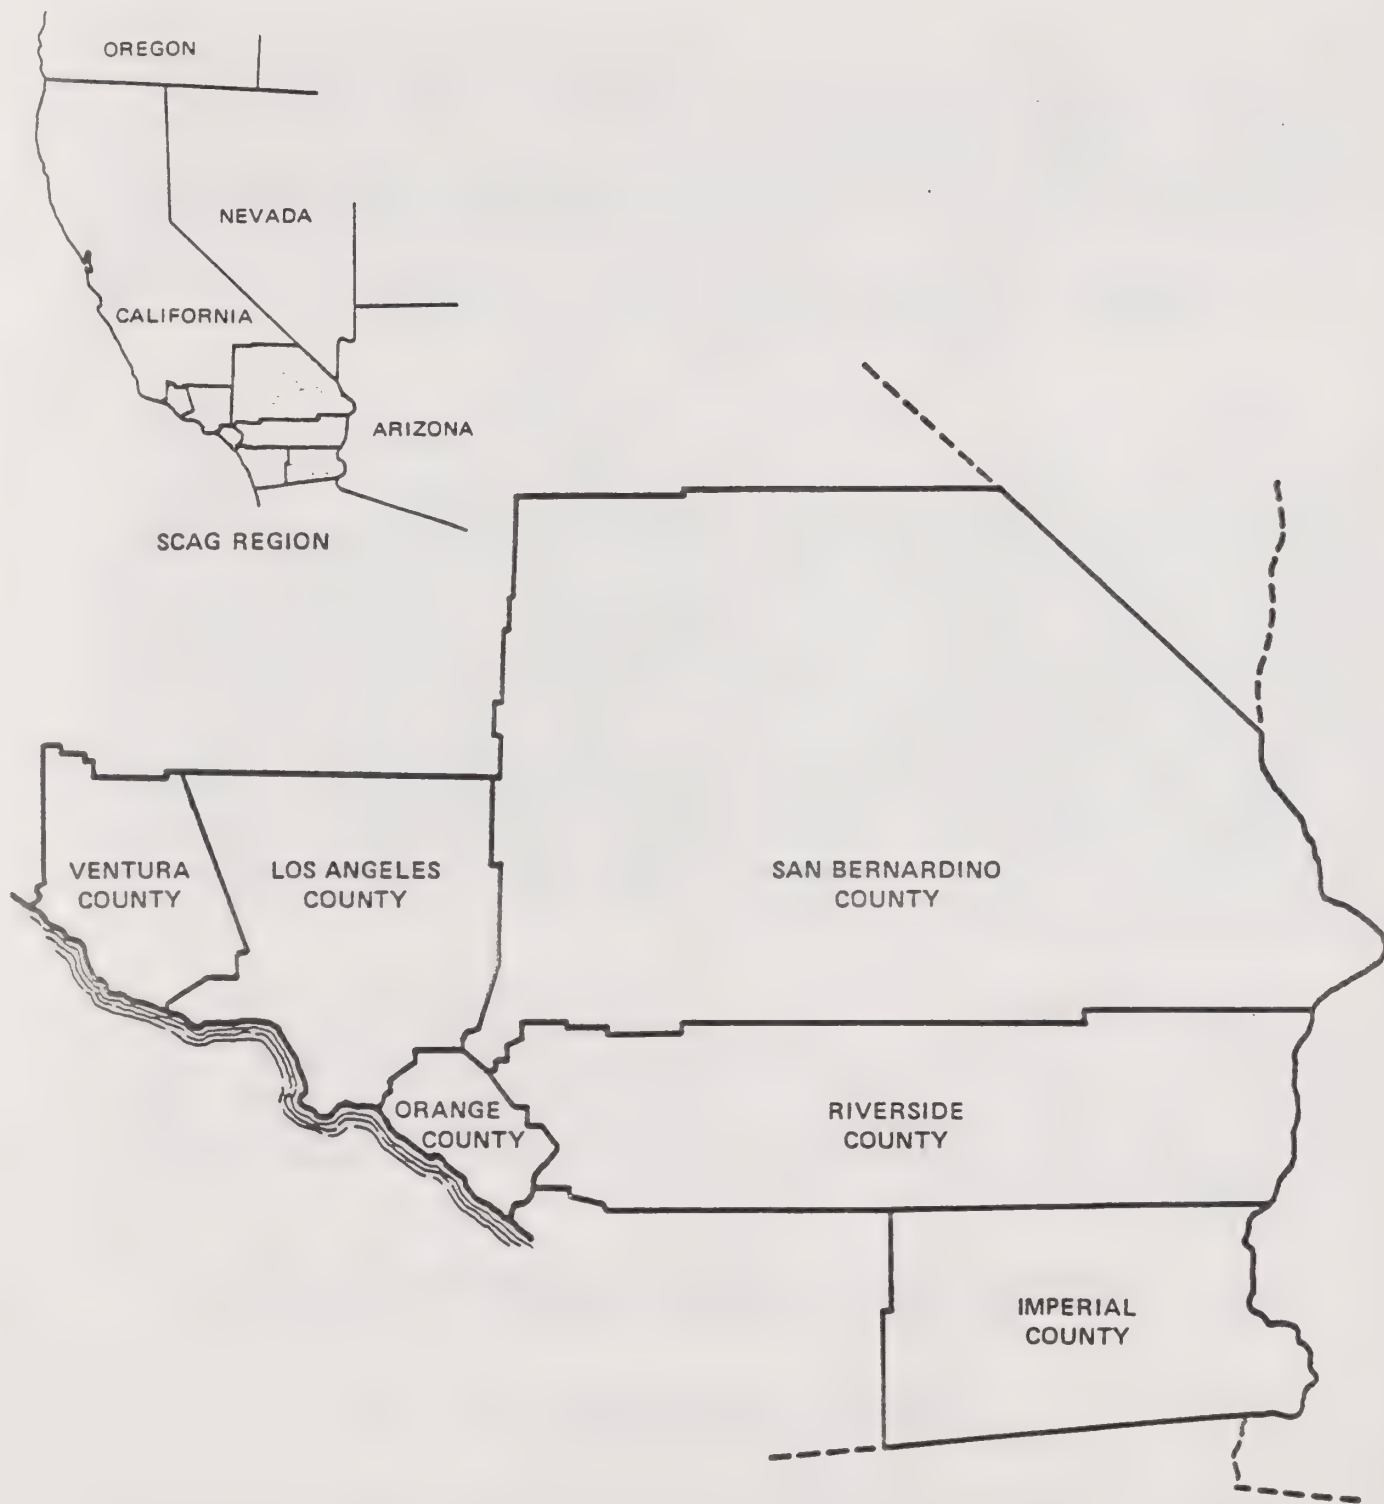 OREGON
NEVADA
CALIFORNIA
ARIZONA
SCAG REGION
VENTURA
COUNTY
LOS ANGELES
COUNTY
SAN BERNARDINO
COUNTY
ORANGE
COUNTY
RIVERSIDE
COUNTY
IMPERIAL
COUNTY